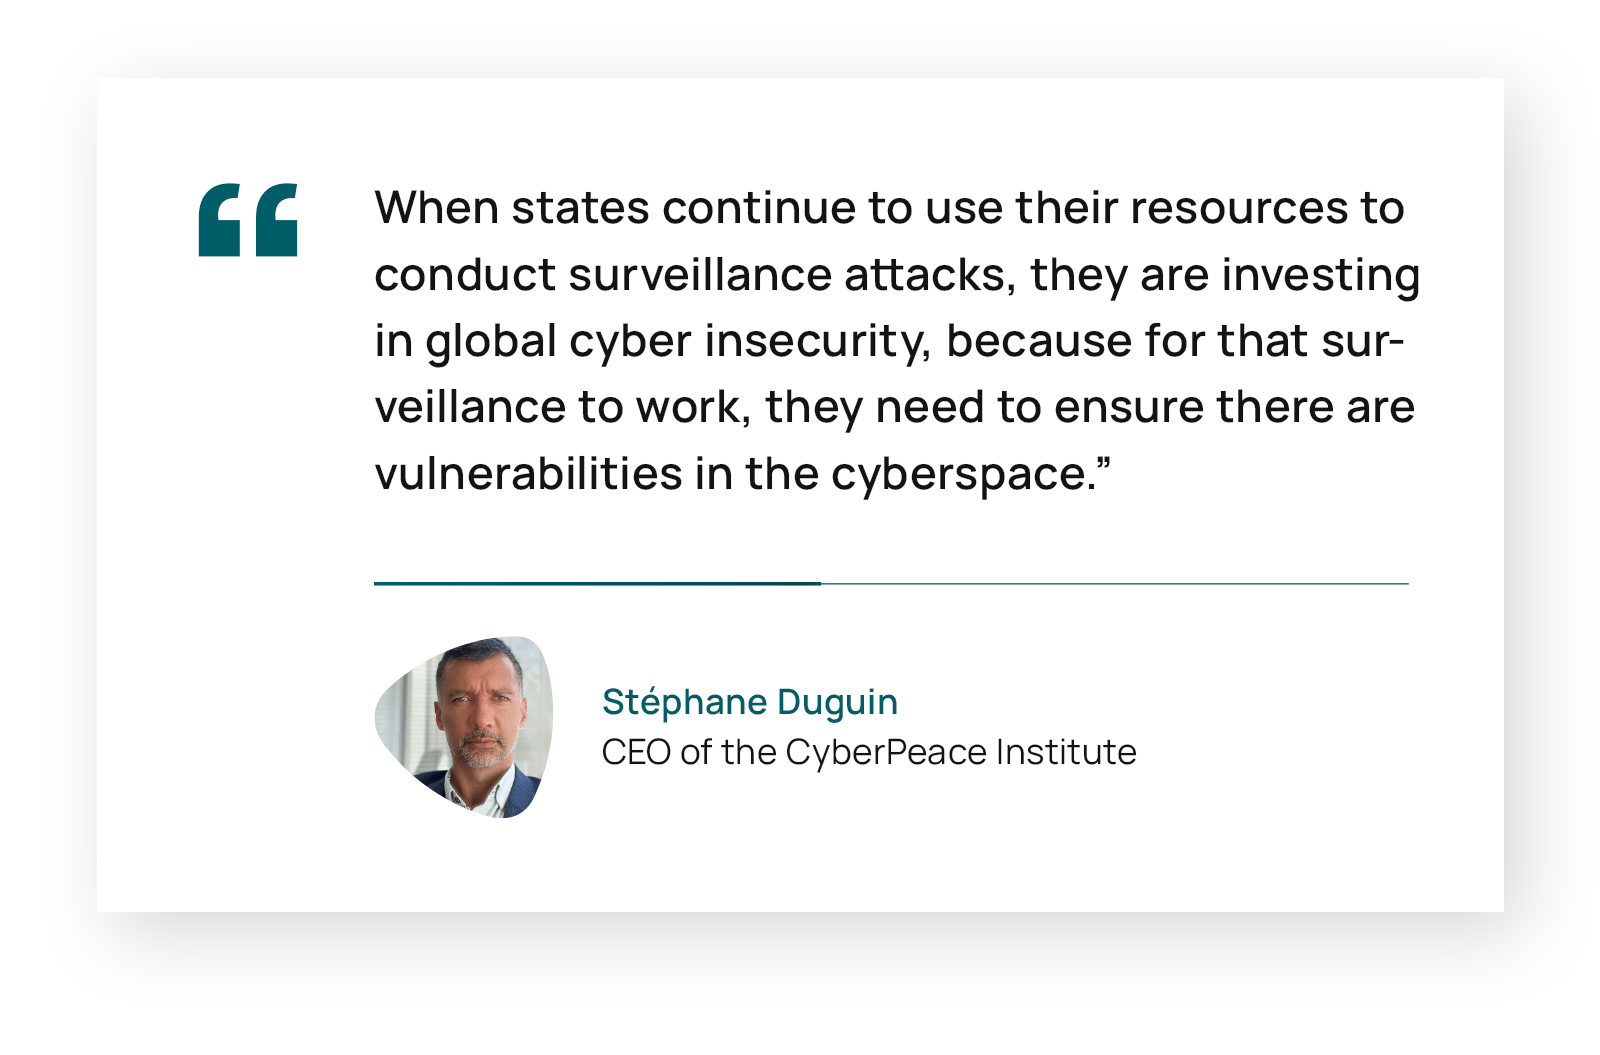 “
When states continue to use their resources to
conduct surveillance attacks, they are investing
in global cyber insecurity, because for that sur-
veillance to work, they need to ensure there are
vulnerabilities in the cyberspace.”
Stéphane Duguin
CEO of the CyberPeace Institute